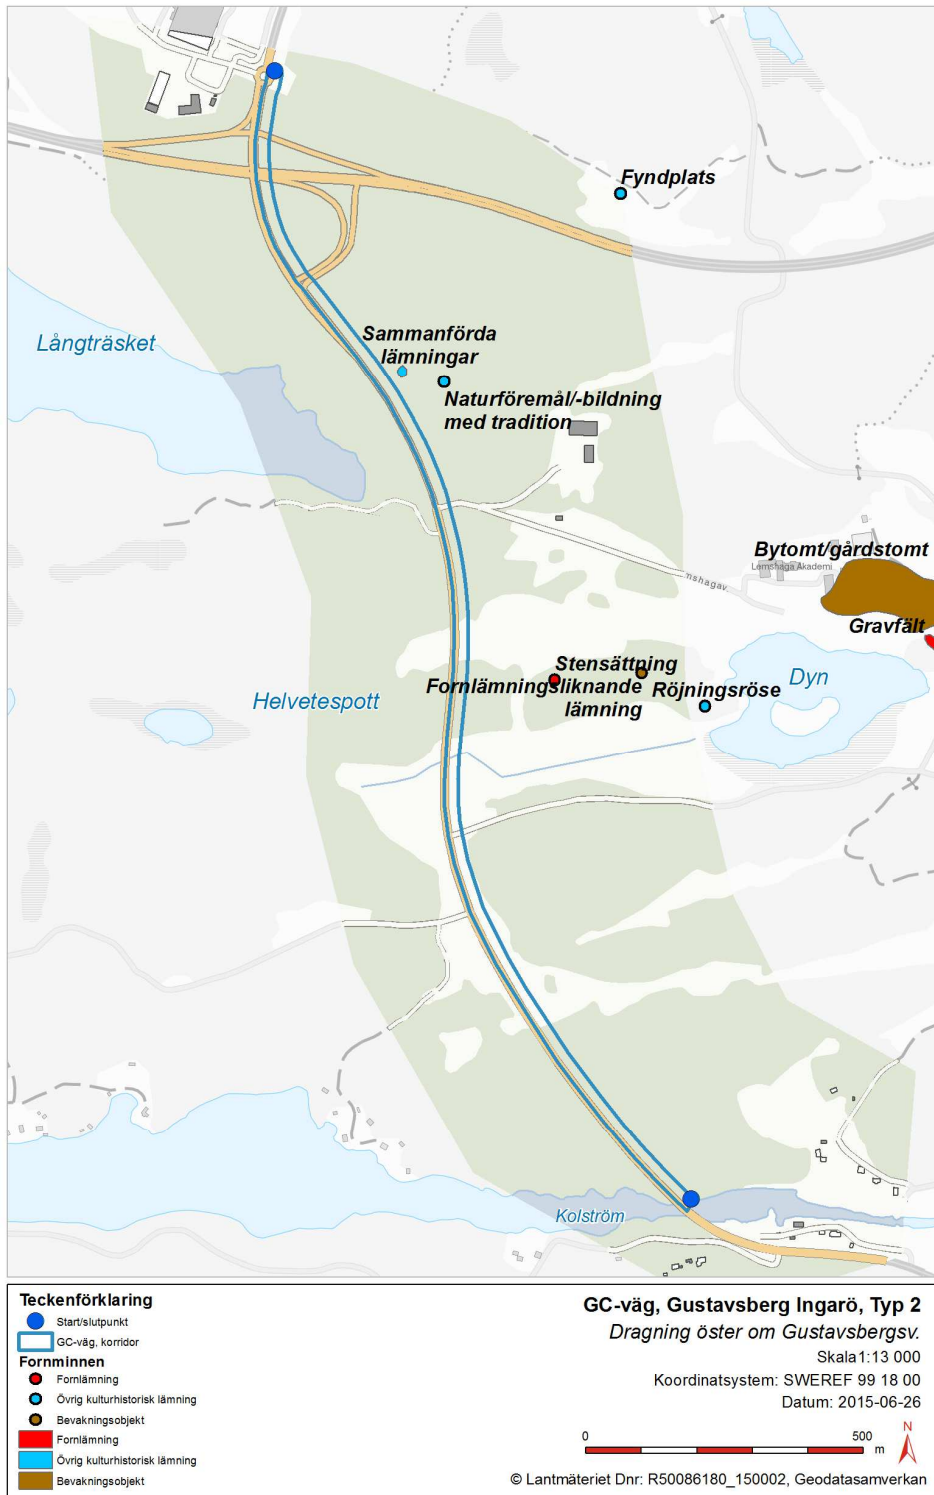 Fyndplats
Långträsket
Sammanförda
lämningar
Naturföremål/-bildning
med tradition
Bytomt/gårdstomt
Lemshaga Akademi
mshagav
Gravfält
Stensättning
Fornlämningsliknande
lämning
Röjningsröse
Dyn
Helvetespott
Kolström
Teckenförklaring
Start/slutpunkt
GC-väg, korridor
Fornminnen
Fornlämning
Övrig kulturhistorisk lämning
Bevakningsobjekt
Fornlämning
Övrig kulturhistorisk lämning
Bevakningsobjekt
GC-väg, Gustavsberg Ingarö, Typ 2
Dragning öster om Gustavsbergsv.
Skala1:13 000
Koordinatsystem: SWEREF 99 18 00
Datum: 2015-06-26
0 500 m
N
© Lantmäteriet Dnr: R50086180_150002, Geodatasamverkan